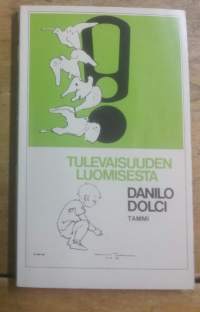 TULEVAISUUDEN
LUOMISESTA
DANILO
DOLCI
TAMMI